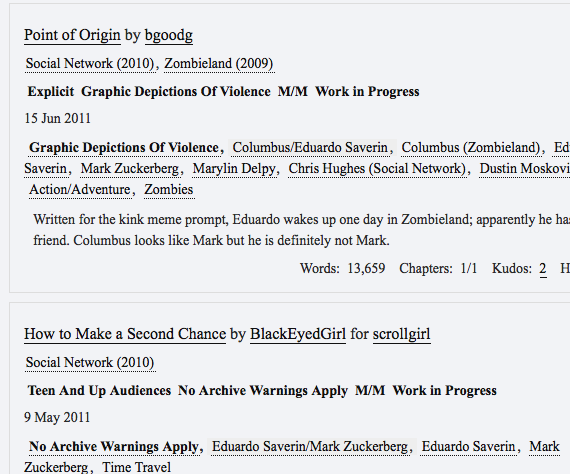 Point of Origin by bgoodg
Social Network (2010), Zombieland (2009)
Explicit Graphic Depictions Of Violence M/M Work in Progress
15 Jun 2011
Graphic Depictions Of Violence, Columbus/Eduardo Saverin, Columbus (Zombieland), Ed
Saverin, Mark Zuckerberg, Marylin Delpy, Chris Hughes (Social Network), Dustin Moskovi
Action/Adventure, Zombies
Written for the kink meme prompt, Eduardo wakes up one day in Zombieland; apparently he has
friend. Columbus looks like Mark but he is definitely not Mark.
Words: 13,659 Chapters: 1/1 Kudos: 2 H
How to Make a Second Chance by BlackEyedGirl for scrollgirl
Social Network (2010)
Teen And Up Audiences No Archive Warnings Apply M/M Work in Progress
9 May 2011
No Archive Warnings Apply, Eduardo Saverin/Mark Zuckerberg, Eduardo Saverin, Mark
Zuckerberg, Time Travel